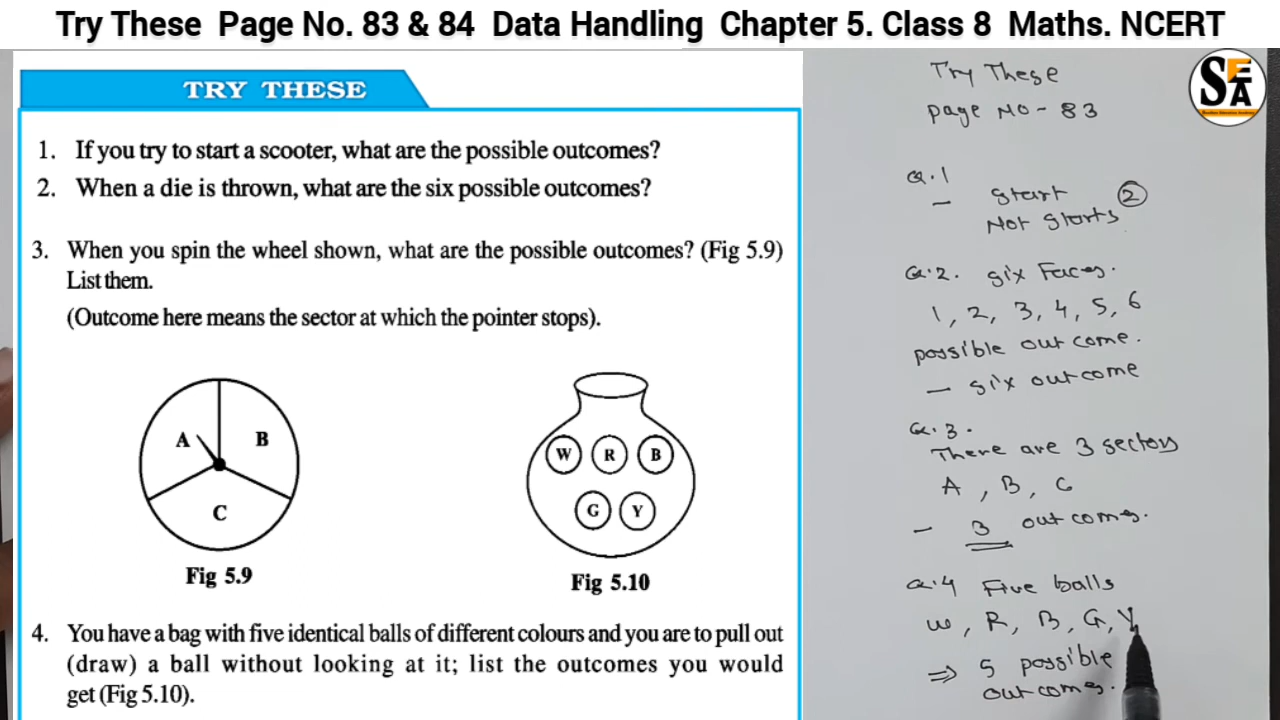 Try These Page No. 83 & 84 Data Handling Chapter 5. Class 8 Maths. NCERT
TRY THESE
1. If you try to start a scooter, what are the possible outcomes?
2. When a die is thrown, what are the six possible outcomes?
3. When you spin the wheel shown, what are the possible outcomes? (Fig 5.9)
List them.
(Outcome here means the sector at which the pointer stops).
A
B
C
Fig 5.9
W R B
G Y
Fig 5.10
4. You have a bag with five identical balls of different colours and you are to pull out
(draw) a ball without looking at it; list the outcomes you would
get (Fig 5.10).
Try These
page No - 83
Q.1
- Start
Not Starts ②
Q.2. Six Faces.
1, 2, 3, 4, 5, 6
possible out come.
- six outcome
Q.3.
There are 3 sectors
A, B, C
- 3 outcomes.
Q.4 Five balls
W, R, B, G, Y
⇒ 5 possible
outcomes.
SEA